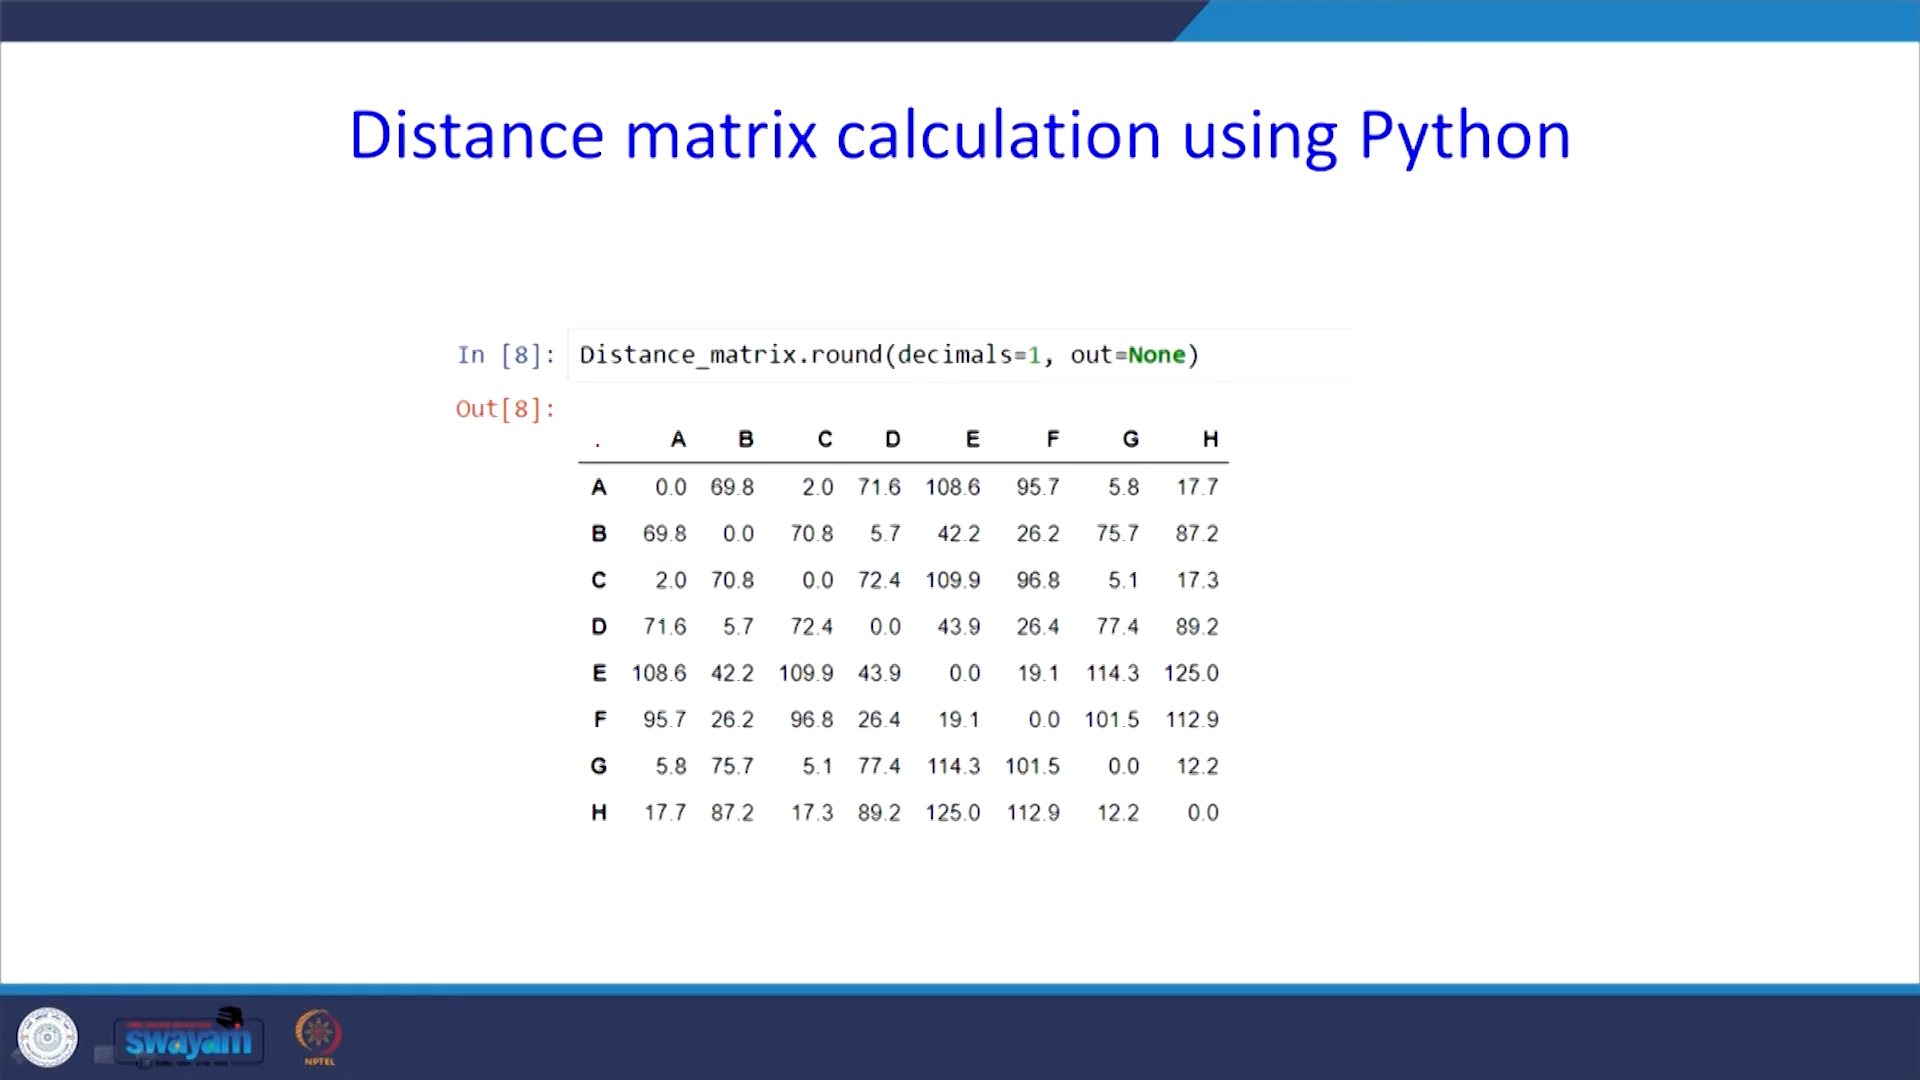 Distance matrix calculation using Python
In [8]: Distance_matrix.round(decimals=1, out=None)
Out[8]:
. A B C D E F G H
A 0.0 69.8 2.0 71.6 108.6 95.7 5.8 17.7
B 69.8 0.0 70.8 5.7 42.2 26.2 75.7 87.2
C 2.0 70.8 0.0 72.4 109.9 96.8 5.1 17.3
D 71.6 5.7 72.4 0.0 43.9 26.4 77.4 89.2
E 108.6 42.2 109.9 43.9 0.0 19.1 114.3 125.0
F 95.7 26.2 96.8 26.4 19.1 0.0 101.5 112.9
G 5.8 75.7 5.1 77.4 114.3 101.5 0.0 12.2
H 17.7 87.2 17.3 89.2 125.0 112.9 12.2 0.0
swayam
NPTEL